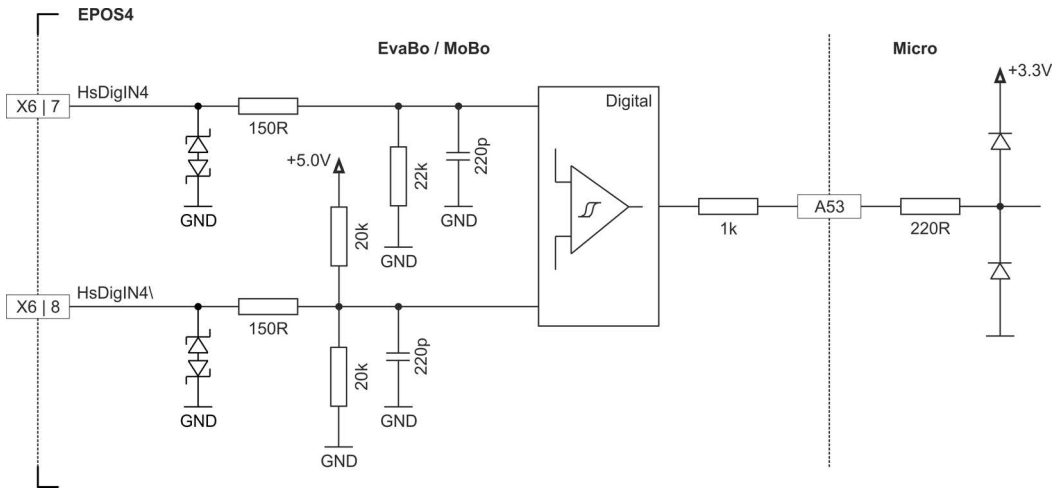 EPOS4
EvaBo / MoBo
Micro
X6 | 7
HsDigIN4
150R
GND
22k
220p
GND
+5.0V
20k
Digital
1k
A53
220R
+3.3V
X6 | 8
HsDigIN4\
150R
GND
20k
220p
GND
GND